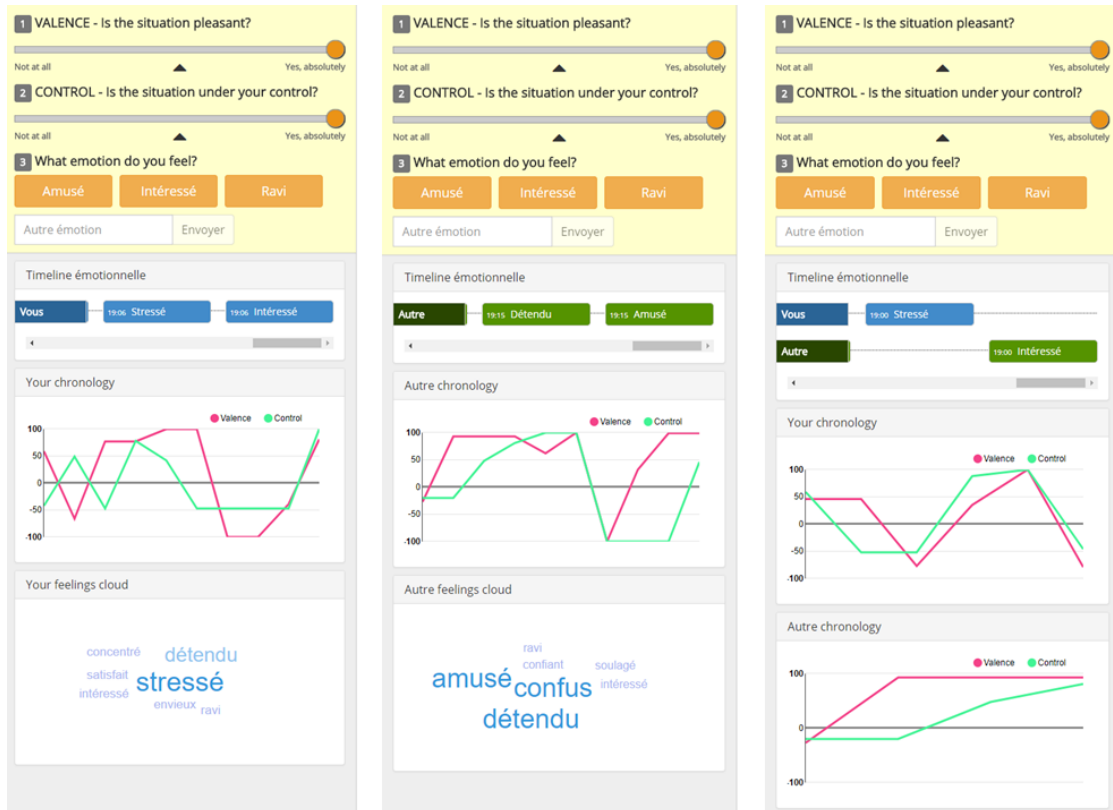 1 VALENCE - Is the situation pleasant?
Not at all Yes, absolutely
2 CONTROL - Is the situation under your control?
Not at all Yes, absolutely
3 What emotion do you feel?
Amusé Intéressé Ravi
Autre émotion Envoyer
Timeline émotionnelle
Vous 19:06 Stressé 19:06 Intéressé
Your chronology
Valence Control
100
50
0
-50
-100
Your feelings cloud
concentré détendu
satisfait stressé
intéressé
envieux ravi
1 VALENCE - Is the situation pleasant?
Not at all Yes, absolutely
2 CONTROL - Is the situation under your control?
Not at all Yes, absolutely
3 What emotion do you feel?
Amusé Intéressé Ravi
Autre émotion Envoyer
Timeline émotionnelle
Autre 19:15 Détendu 19:15 Amusé
Autre chronology
Valence Control
100
50
0
-50
-100
Autre feelings cloud
ravi
confiant soulagé
amusé confus intéressé
détendu
1 VALENCE - Is the situation pleasant?
Not at all Yes, absolutely
2 CONTROL - Is the situation under your control?
Not at all Yes, absolutely
3 What emotion do you feel?
Amusé Intéressé Ravi
Autre émotion Envoyer
Timeline émotionnelle
Vous 19:00 Stressé
Autre 19:00 Intéressé
Your chronology
Valence Control
100
50
0
-50
-100
Autre chronology
Valence Control
100
0
-100